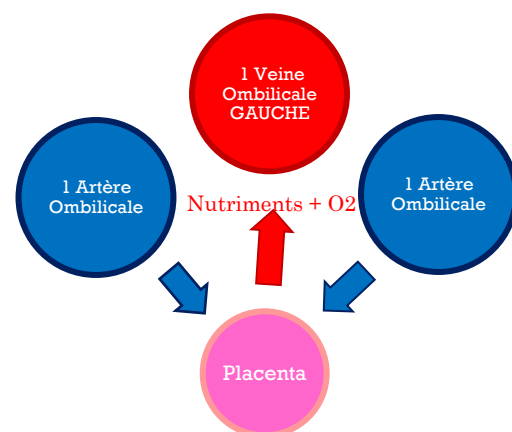 1 Veine
Ombilicale
GAUCHE
1 Artère
Ombilicale
Nutriments + O2
1 Artère
Ombilicale
Placenta